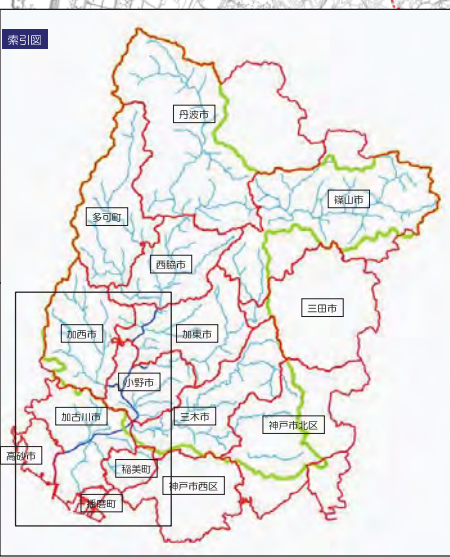 索引図
丹波市
篠山市
多可町
西脇市
三田市
加西市
加東市
小野市
加古川市
三木市
神戸市北区
高砂市
稲美町
神戸市西区
播磨町